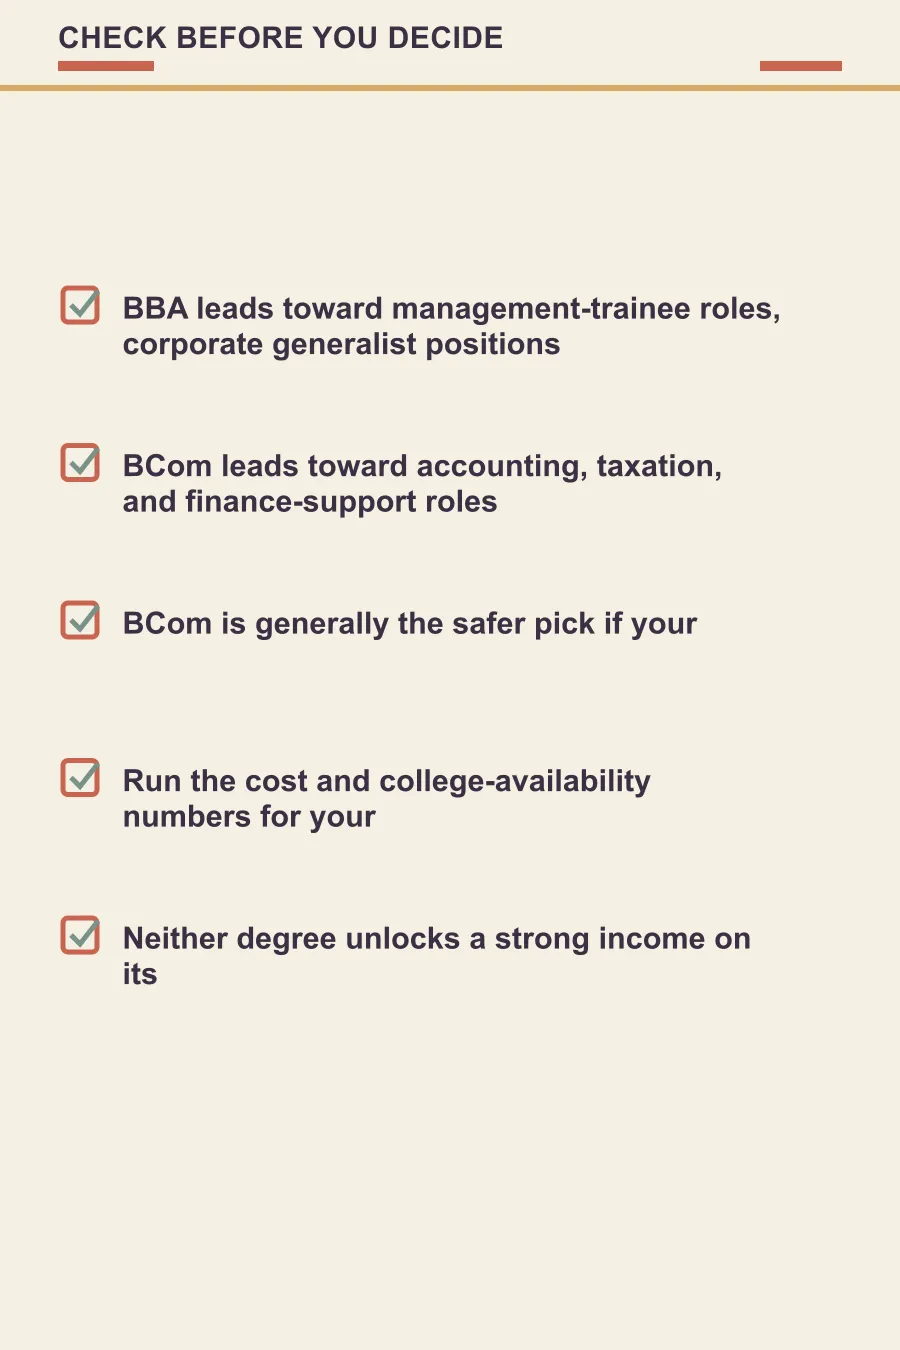 CHECK BEFORE YOU DECIDE
BBA leads toward management-trainee roles,
corporate generalist positions
BCom leads toward accounting, taxation,
and finance-support roles
BCom is generally the safer pick if your
Run the cost and college-availability
numbers for your
Neither degree unlocks a strong income on
its